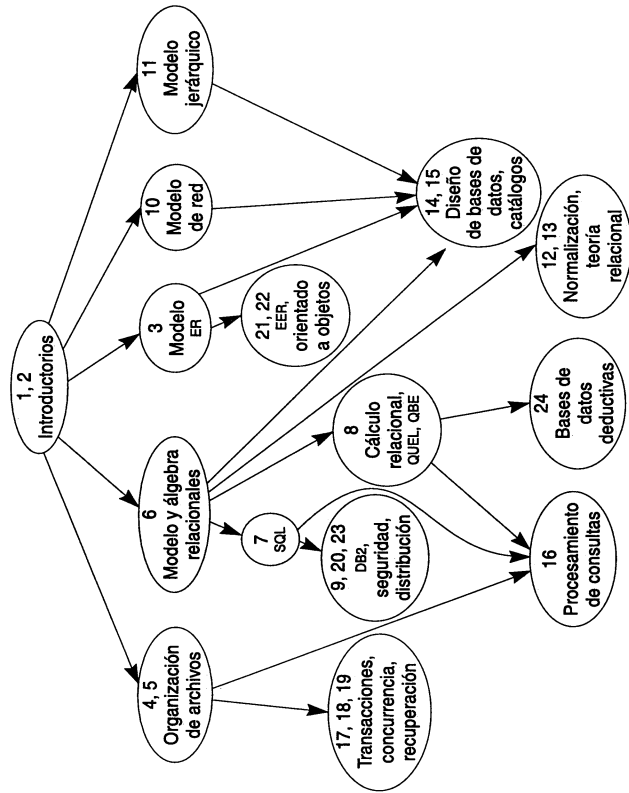 1, 2
Introductorios
4, 5
Organización
de archivos
6
Modelo y álgebra
relacionales
3
Modelo
ER
10
Modelo
de red
11
Modelo
jerárquico
7
SQL
21, 22
EER,
orientado
a objetos
17, 18, 19
Transacciones,
concurrencia,
recuperación
9, 20, 23
DB2,
seguridad,
distribución
8
Cálculo
relacional,
QUEL, QBE
14, 15
Diseño
de bases de
datos,
catálogos
16
Procesamiento
de consultas
24
Bases de
datos
deductivas
12, 13
Normalización,
teoría
relacional